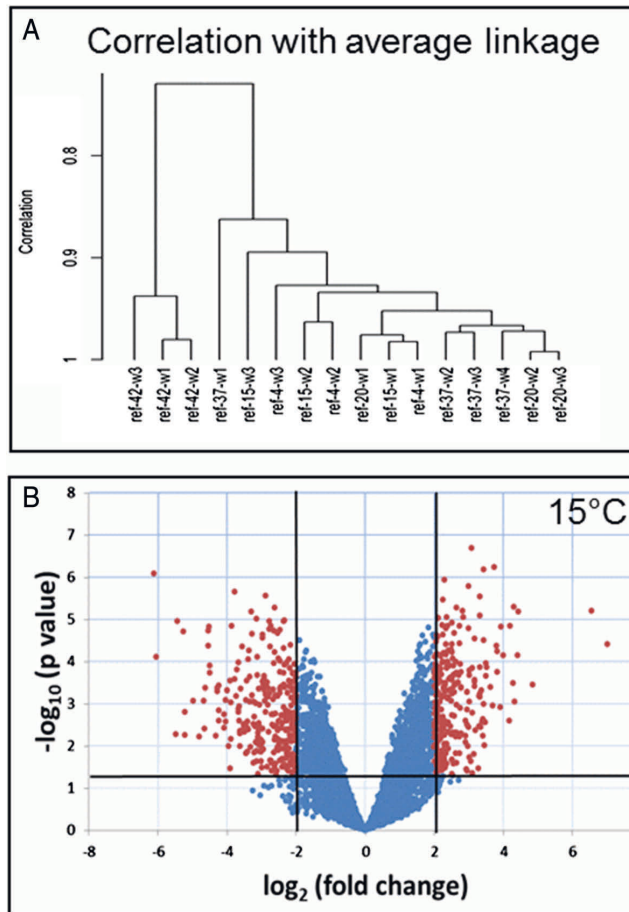 A
Correlation with average linkage
Correlation
0.8
0.9
1
ref-42-w3
ref-42-w1
ref-42-w2
ref-37-w1
ref-15-w3
ref-4-w3
ref-15-w2
ref-4-w2
ref-20-w1
ref-15-w1
ref-4-w1
ref-37-w2
ref-37-w3
ref-37-w4
ref-20-w2
ref-20-w3
B
15°C
-log10 (p value)
8
7
6
5
4
3
2
1
0
-8 -6 -4 -2 0 2 4 6
log2 (fold change)